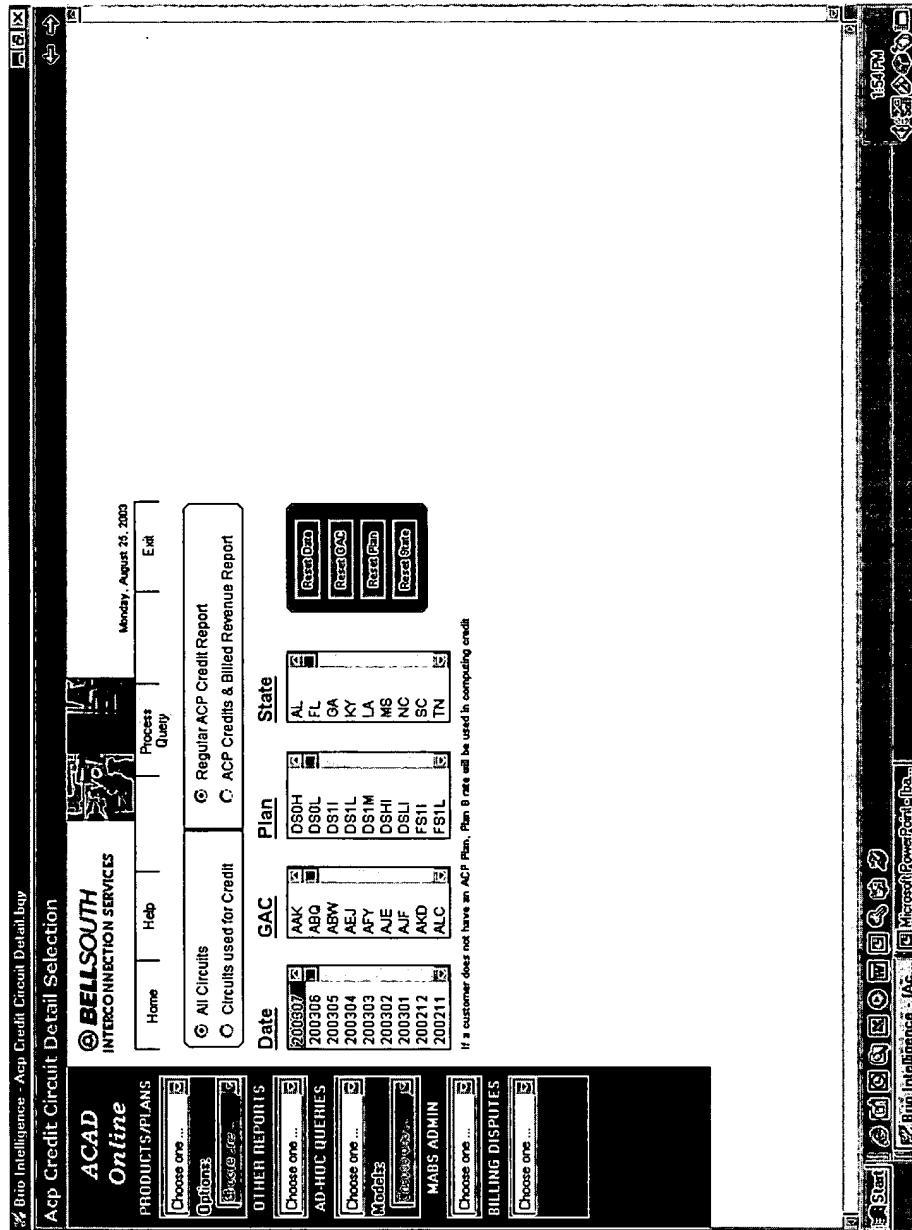 Brio Intelligence - Acp Credit Circuit Detail.bqy
Acp Credit Circuit Detail Selection
ACAD
Online
PRODUCTS/PLANS
Choose one ...
Options:
OTHER REPORTS
Choose one ...
AD-HOC QUERIES
Choose one ...
Models:
MABS ADMIN
Choose one ...
BILLING DISPUTES
Choose one ...
BELLSOUTH
INTERCONNECTION SERVICES
Monday, August 25, 2003
Home
Help
Process
Query
Exit
All Circuits
Circuits used for Credit
Regular ACP Credit Report
ACP Credits & Billed Revenue Report
Date
200307
200306
200305
200304
200303
200302
200301
200212
200211
GAC
AAK
ABQ
ABW
AEJ
AFY
AJE
AJF
AKD
ALC
Plan
DS0H
DS0L
DS1I
DS1L
DS1M
DSHI
DSLI
FS1I
FS1L
State
AL
FL
GA
KY
LA
MS
NC
SC
TN
Reset Date
Reset GAC
Reset Plan
Reset State
If a customer does not have an ACP Plan, Plan B rate will be used in computing credit
Start
Brio Intelligence - [Ac...
Microsoft PowerPoint - [ba...
1:54 PM